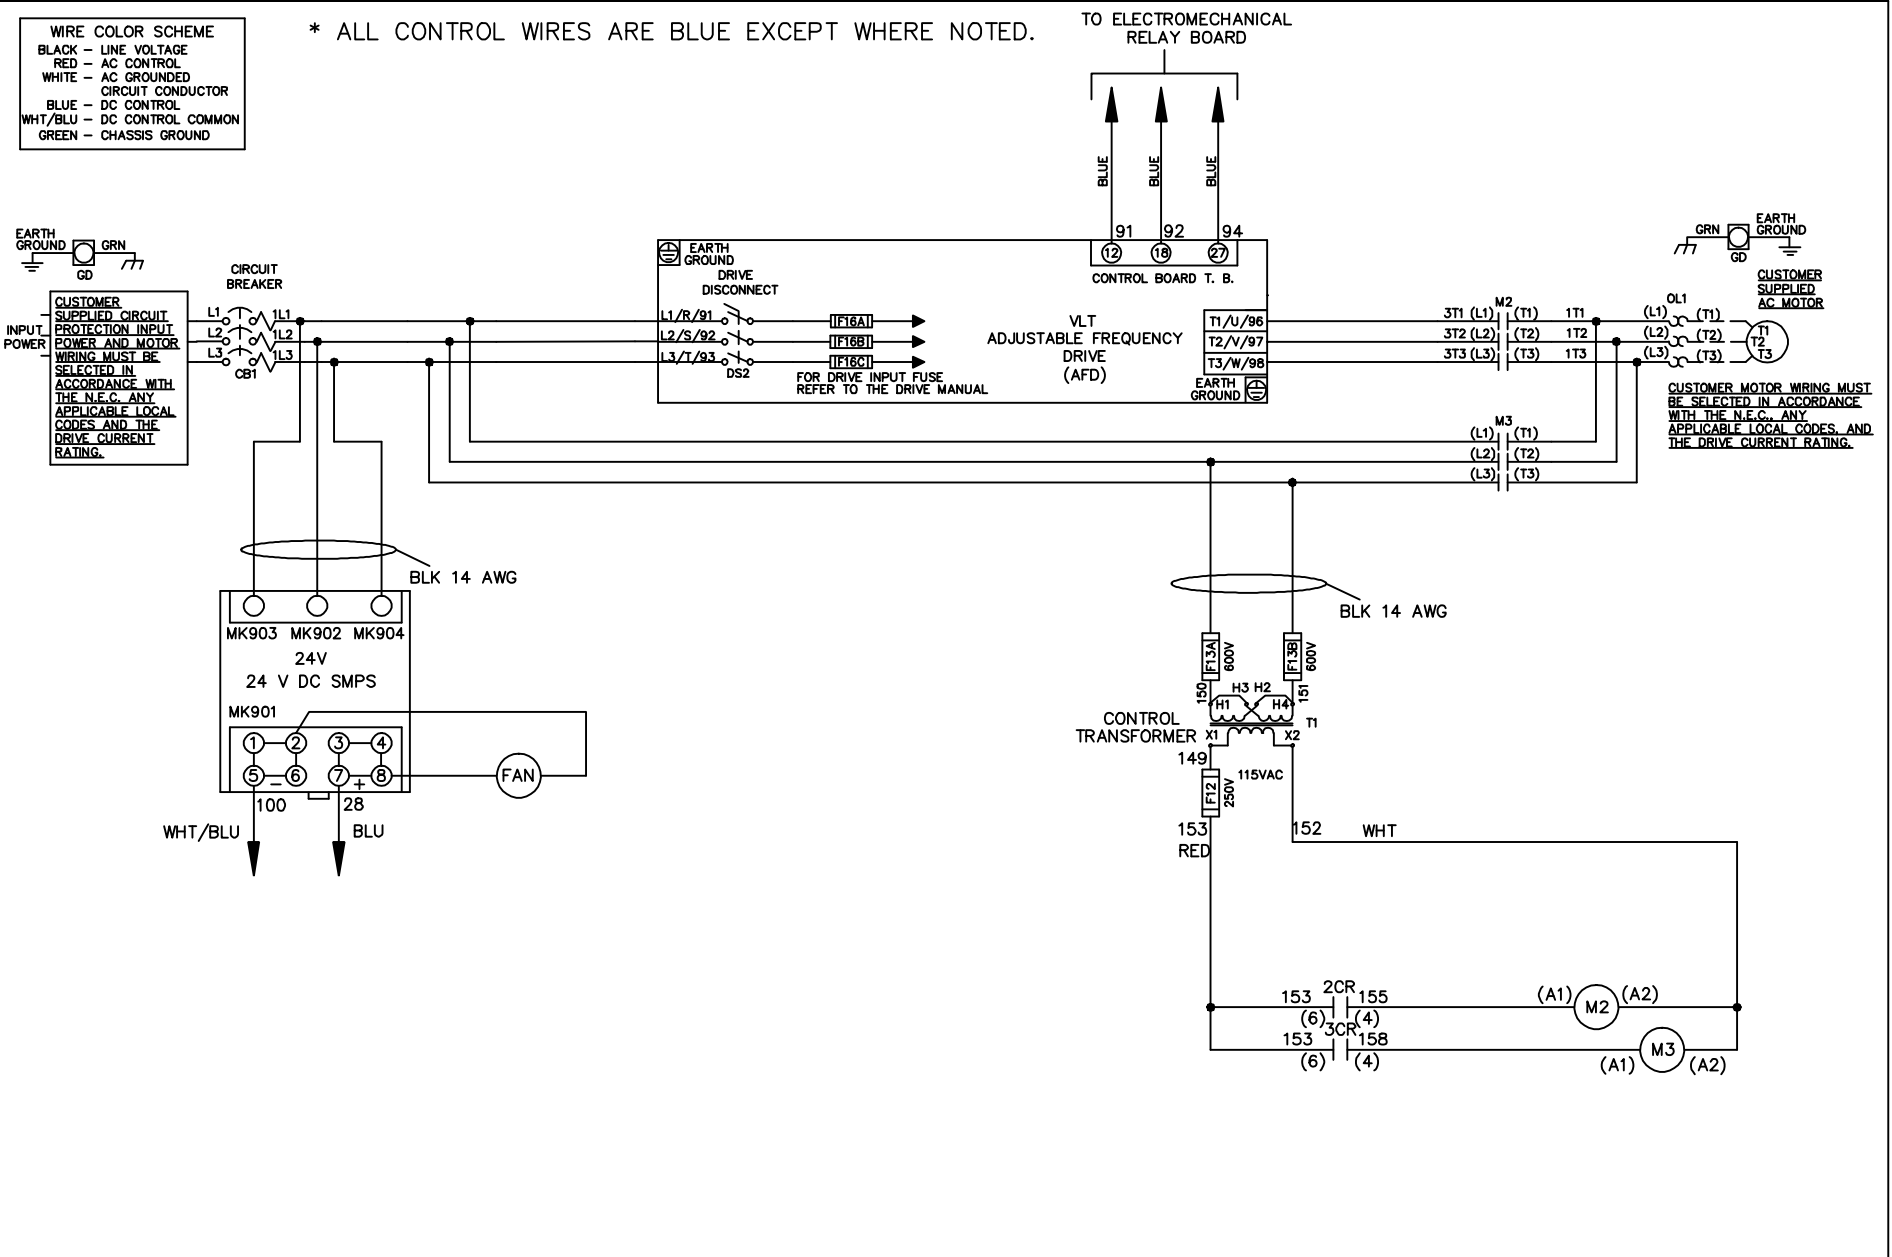 WIRE COLOR SCHEME
BLACK – LINE VOLTAGE
RED – AC CONTROL
WHITE – AC GROUNDED
CIRCUIT CONDUCTOR
BLUE – DC CONTROL
WHT/BLU – DC CONTROL COMMON
GREEN – CHASSIS GROUND
* ALL CONTROL WIRES ARE BLUE EXCEPT WHERE NOTED.
TO ELECTROMECHANICAL
RELAY BOARD
BLUE
BLUE
BLUE
91 92 94
12 18 27
CONTROL BOARD T. B.
EARTH
GROUND
GRN
GD
CIRCUIT
BREAKER
INPUT
POWER
CUSTOMER
SUPPLIED CIRCUIT
PROTECTION INPUT
POWER AND MOTOR
WIRING MUST BE
SELECTED IN
ACCORDANCE WITH
THE N.E.C. ANY
APPLICABLE LOCAL
CODES AND THE
DRIVE CURRENT
RATING.
L1 1L1
L2 1L2
L3 1L3
CB1
EARTH
GROUND
DRIVE
DISCONNECT
L1/R/91
L2/S/92
L3/T/93
DS2
F16A
F16B
F16C
FOR DRIVE INPUT FUSE
REFER TO THE DRIVE MANUAL
VLT
ADJUSTABLE FREQUENCY
DRIVE
(AFD)
T1/U/96
T2/V/97
T3/W/98
EARTH
GROUND
M2
3T1 (L1) (T1) 1T1
3T2 (L2) (T2) 1T2
3T3 (L3) (T3) 1T3
OL1
(L1) (T1)
(L2) (T2)
(L3) (T3)
T1
T2
T3
GRN
EARTH
GROUND
GD
CUSTOMER
SUPPLIED
AC MOTOR
CUSTOMER MOTOR WIRING MUST
BE SELECTED IN ACCORDANCE
WITH THE N.E.C., ANY
APPLICABLE LOCAL CODES, AND
THE DRIVE CURRENT RATING.
M3
(L1) (T1)
(L2) (T2)
(L3) (T3)
BLK 14 AWG
MK903 MK902 MK904
24V
24 V DC SMPS
MK901
1 2 3 4
5 – 6 7 + 8
FAN
100 28
WHT/BLU BLU
BLK 14 AWG
F13A 600V
F13B 600V
150 151
H3 H2
H1 H4
T1
CONTROL
TRANSFORMER
X1 X2
149
115VAC
F12 250V
153
RED
152 WHT
2CR
153 155
(6) (4)
(A1) M2 (A2)
3CR
153 158
(6) (4)
(A1) M3 (A2)